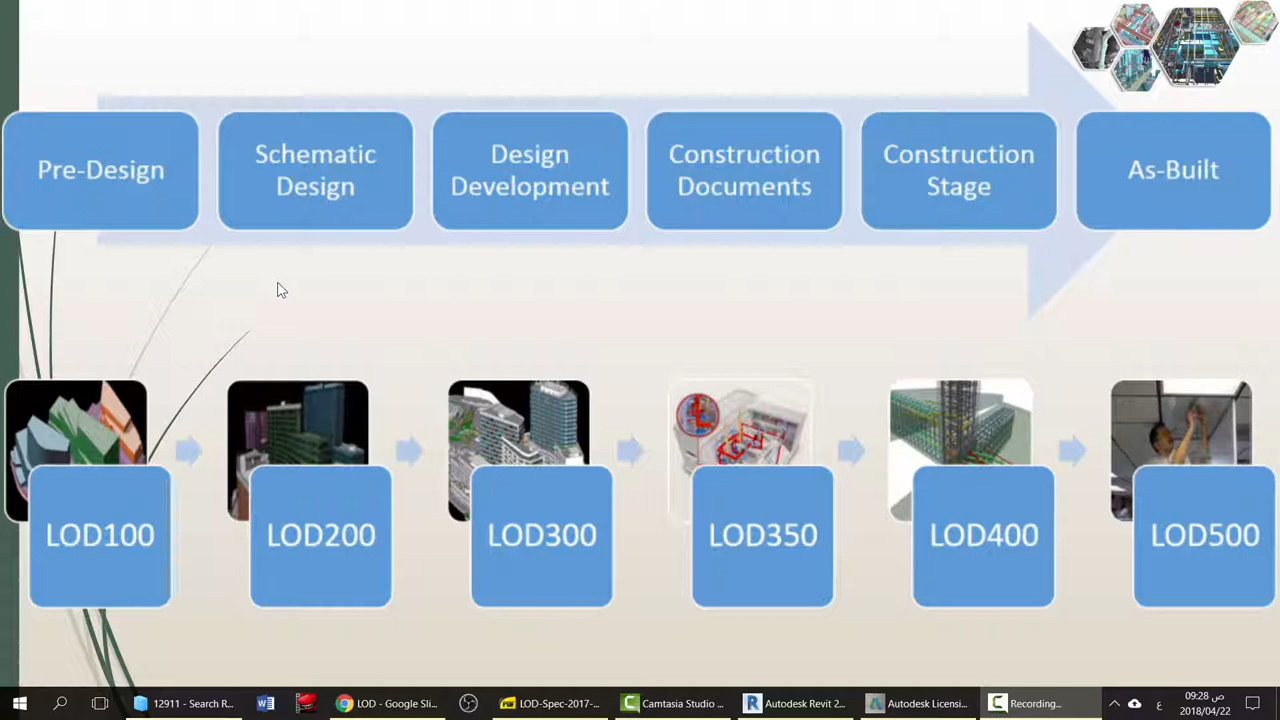 Pre-Design
Schematic
Design
Design
Development
Construction
Documents
Construction
Stage
As-Built
LOD100
LOD200
LOD300
LOD350
LOD400
LOD500
12911 - Search R...
LOD - Google Sli...
LOD-Spec-2017-...
Camtasia Studio ...
Autodesk Revit 2...
Autodesk Licensi...
Recording...
ع
09:28 ص
2018/04/22